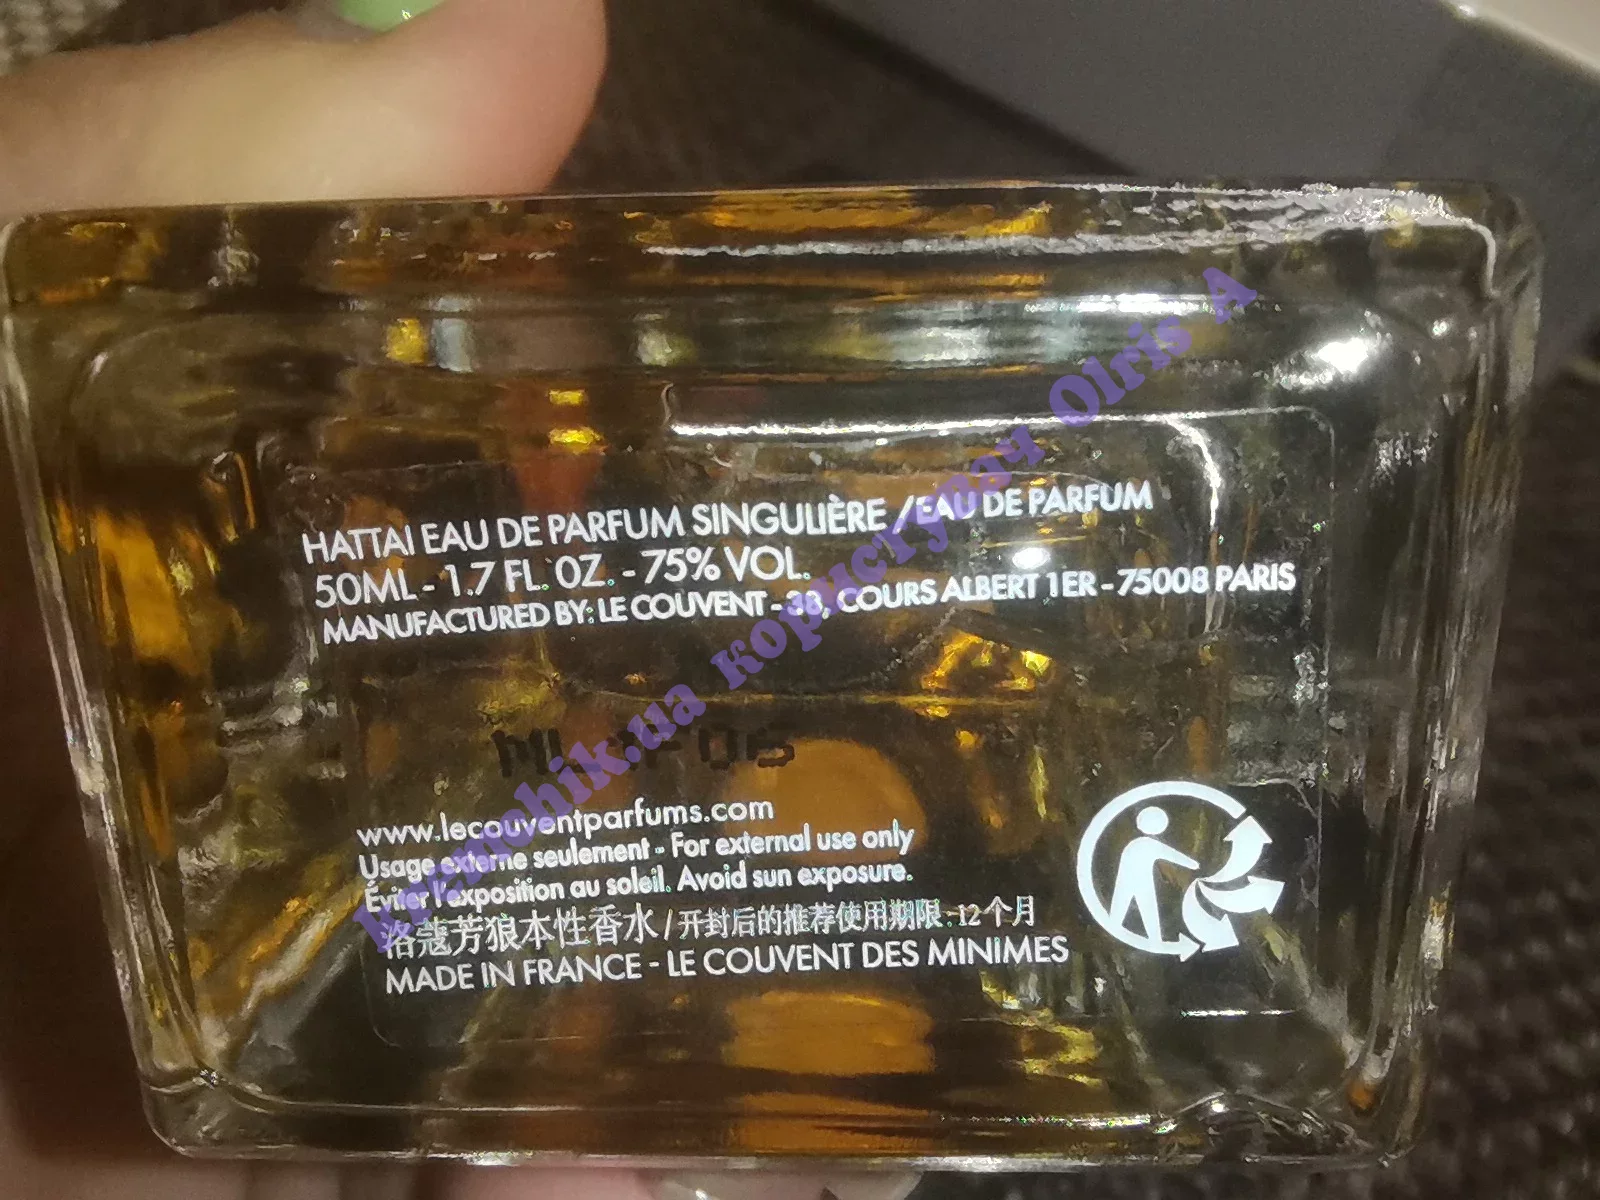 HATTAI EAU DE PARFUM SINGULIÈRE / EAU DE PARFUM
50ML - 1.7 FL. OZ. - 75% VOL.
MANUFACTURED BY: LE COUVENT - 38, COURS ALBERT 1ER - 75008 PARIS
www.lecouventparfums.com
Usage externe seulement - For external use only
Éviter l'exposition au soleil. Avoid sun exposure.
洛蔻芳狼本性香水 / 开封后的推荐使用期限:12个月
MADE IN FRANCE - LE COUVENT DES MINIMES
Kremchik.ua користувач Olris A